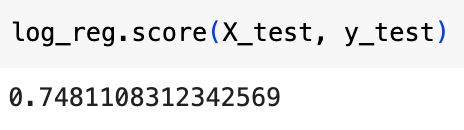 log_reg.score(X_test, y_test)
0.7481108312342569